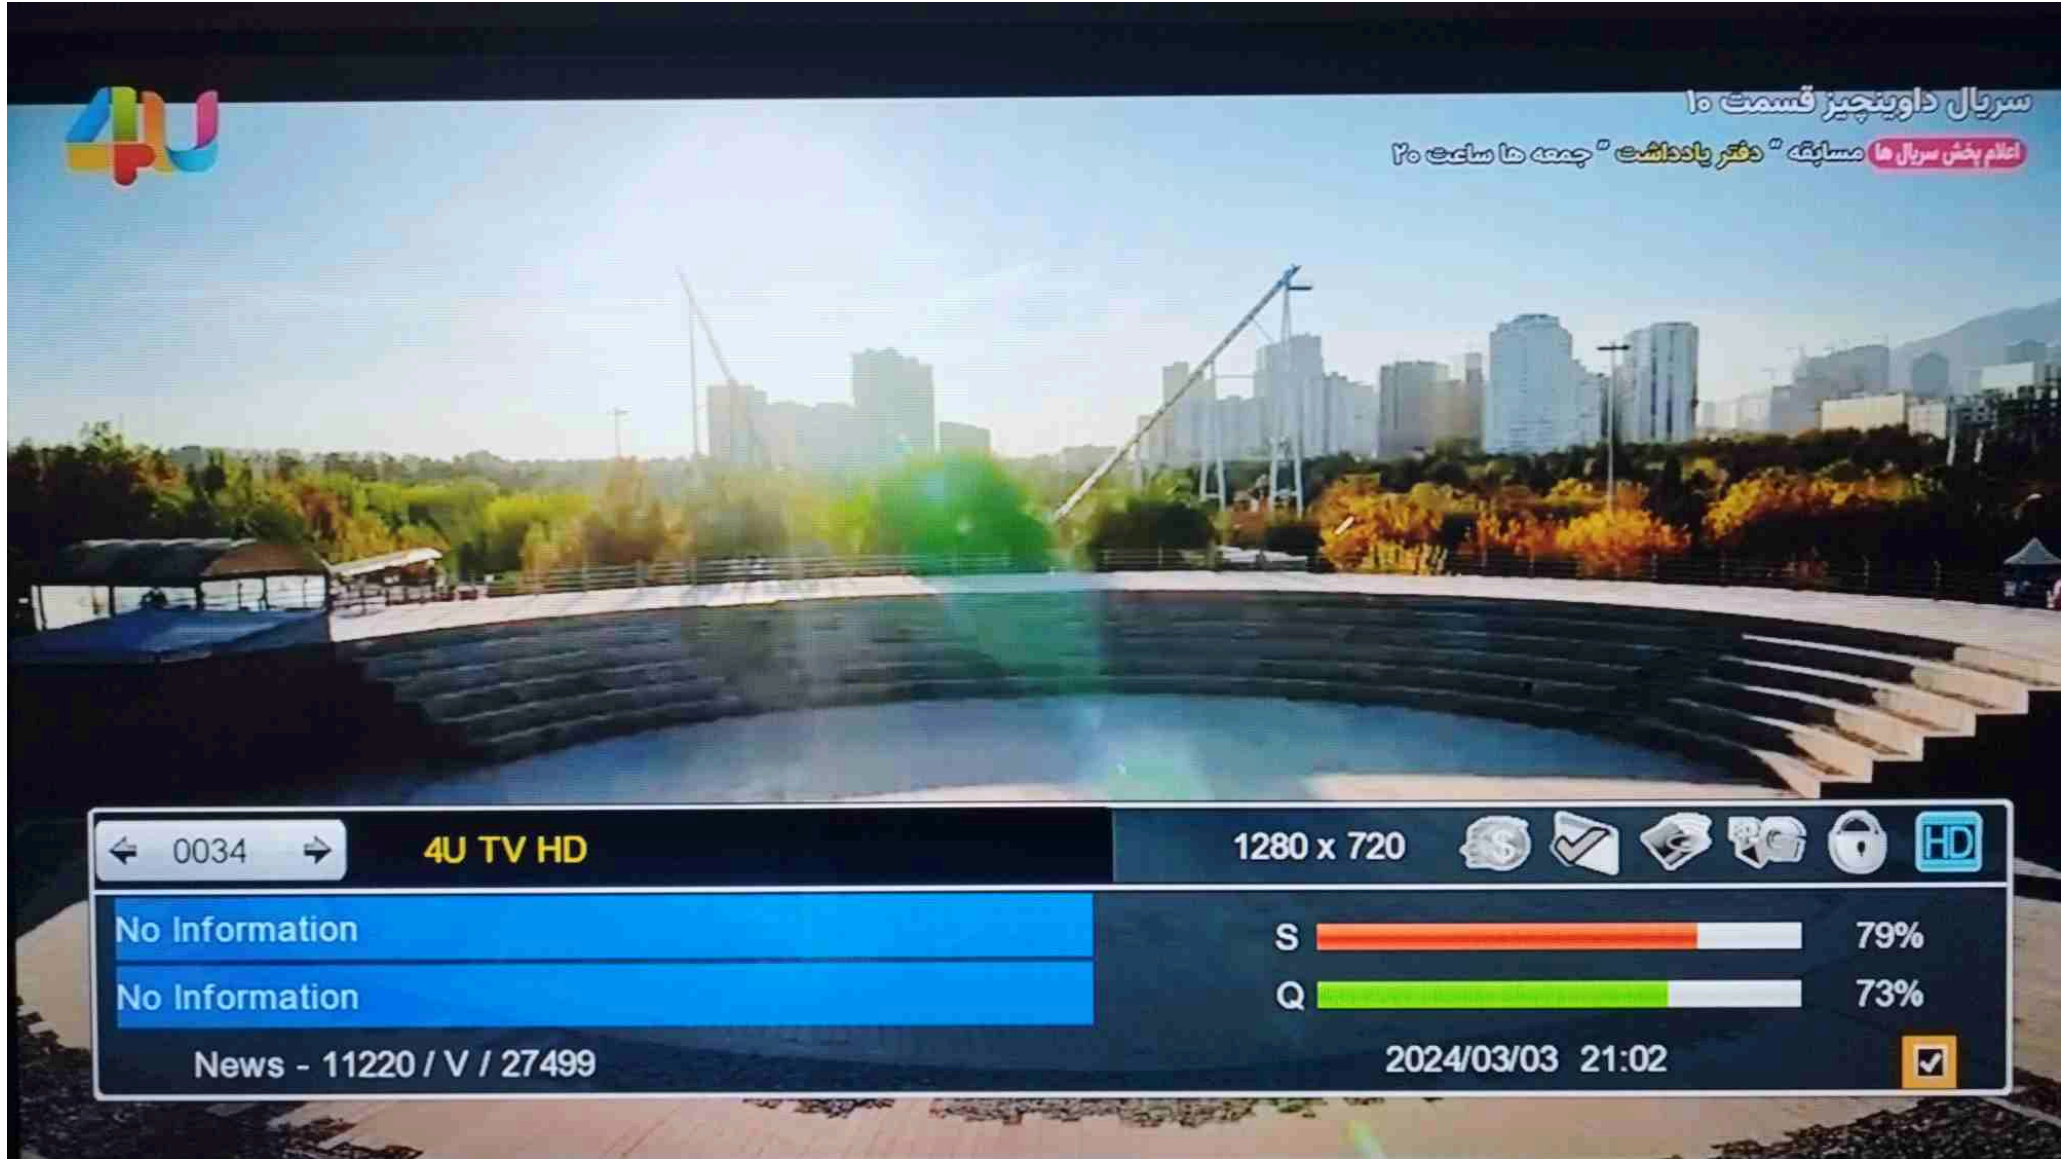 4U
سریال داوینچیز قسمت ۱۰
اعلام پخش سریال ها مسابقه " دفتر یادداشت " جمعه ها ساعت ۲۰
0034 4U TV HD 1280 x 720 HD
No Information S 79%
No Information Q 73%
News - 11220 / V / 27499 2024/03/03 21:02